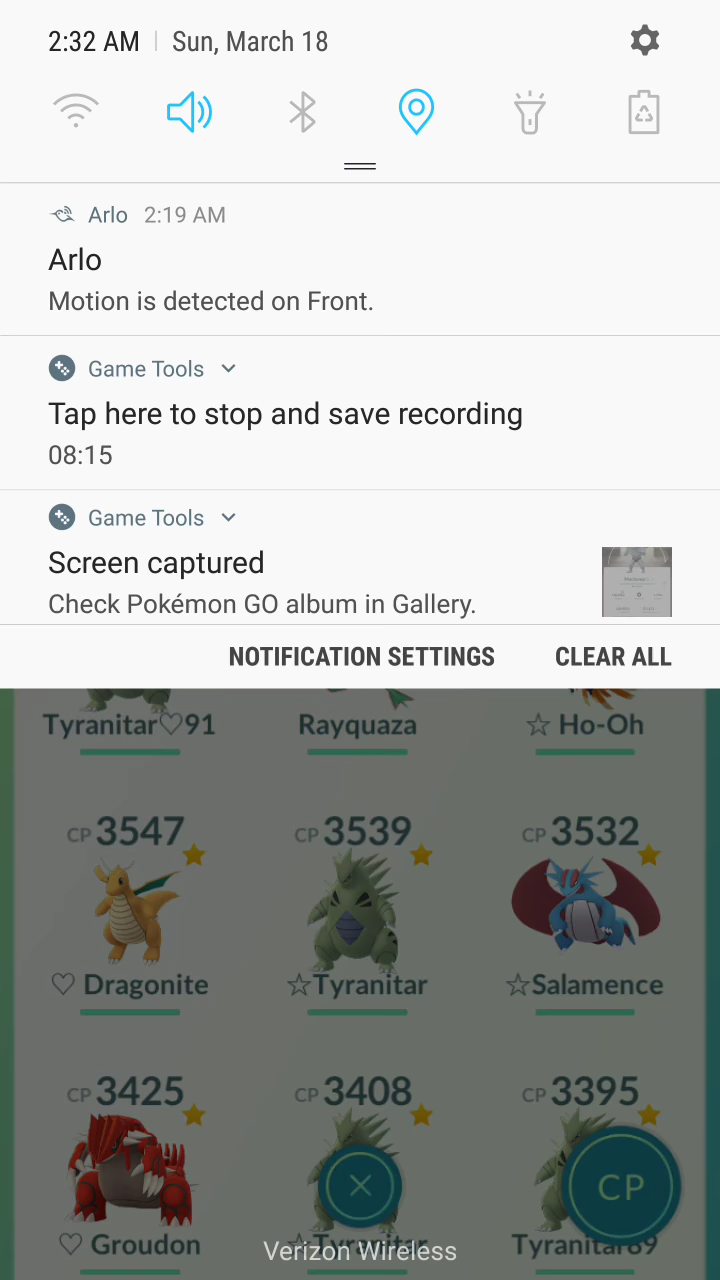 2:32 AM | Sun, March 18
Arlo 2:19 AM
Arlo
Motion is detected on Front.
Game Tools
Tap here to stop and save recording
08:15
Game Tools
Screen captured
Check Pokémon GO album in Gallery.
NOTIFICATION SETTINGS CLEAR ALL
Tyranitar♡91 Rayquaza ☆ Ho-Oh
CP 3547 CP 3539 CP 3532
♡ Dragonite ☆Tyranitar ☆Salamence
CP 3425 CP 3408 CP 3395
CP
♡ Groudon ☆Tyranitar Tyranitar89
Verizon Wireless